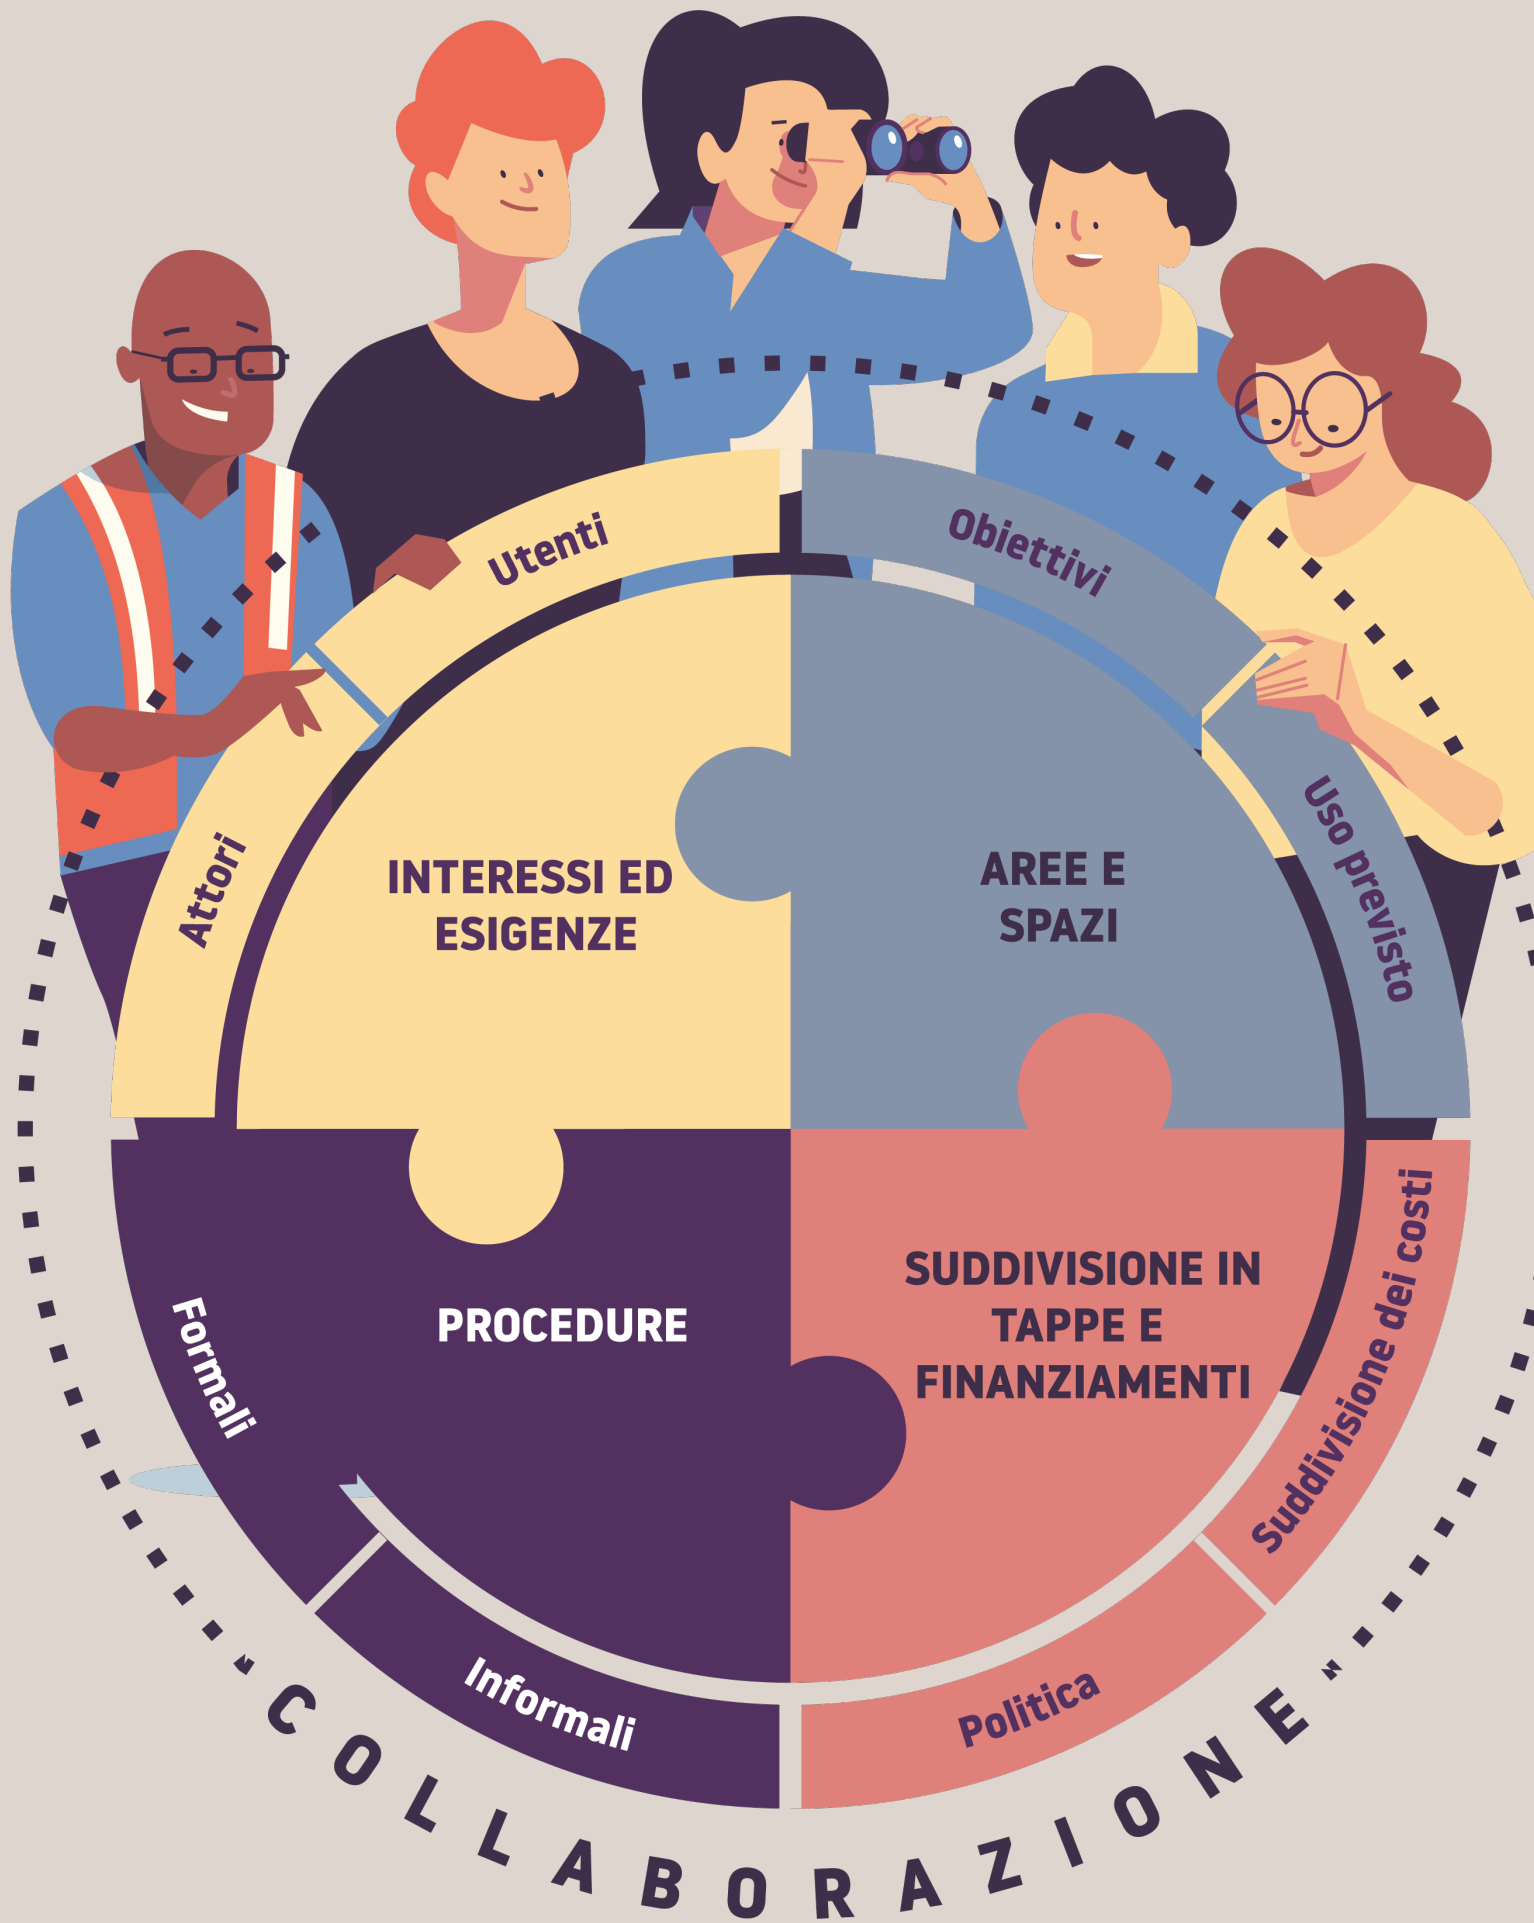 Utenti
Obiettivi
Attori
Uso previsto
INTERESSI ED
ESIGENZE
AREE E
SPAZI
PROCEDURE
SUDDIVISIONE IN
TAPPE E
FINANZIAMENTI
Formali
Suddivisione dei costi
Informali
Politica
COLLABORAZIONE